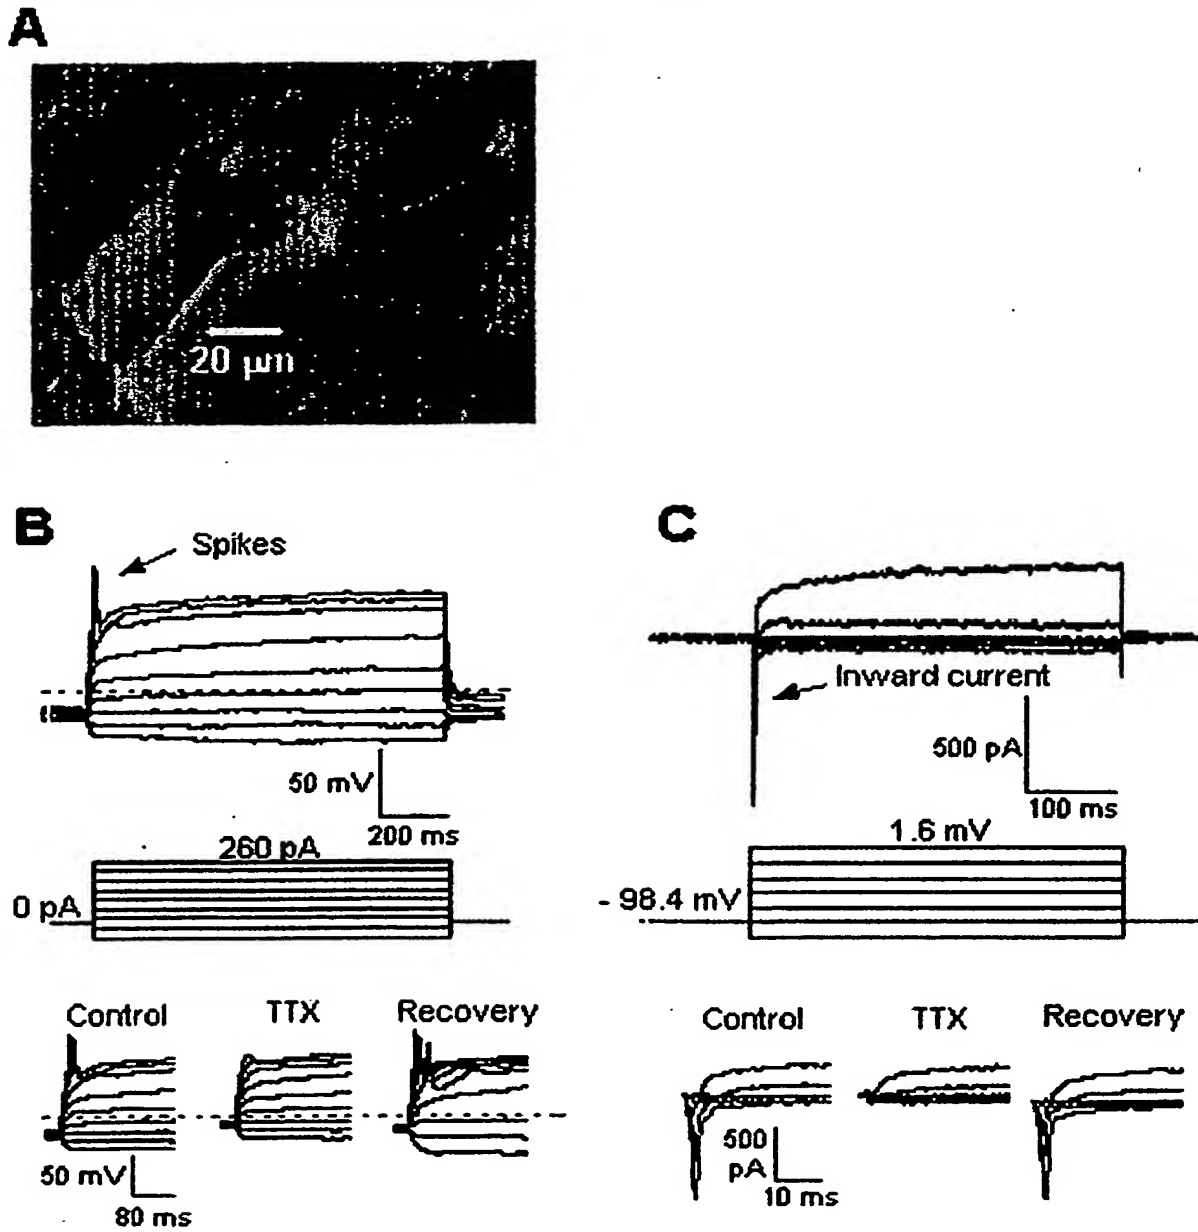 A
20 µm
B
Spikes
50 mV
200 ms
260 pA
0 pA
Control TTX Recovery
50 mV
80 ms
C
Inward current
500 pA
100 ms
1.6 mV
- 98.4 mV
Control TTX Recovery
500
pA
10 ms